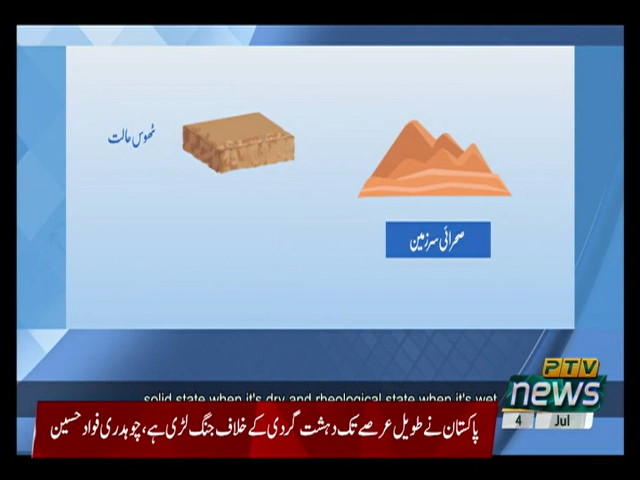 ٹھوس حالت
صحرائی سرزمین
solid state when it's dry and rheological state when it's wet
PTV
news
4 Jul
پاکستان نے طویل عرصے تک دہشت گردی کے خلاف جنگ لڑی ہے، چوہدری فواد حسین